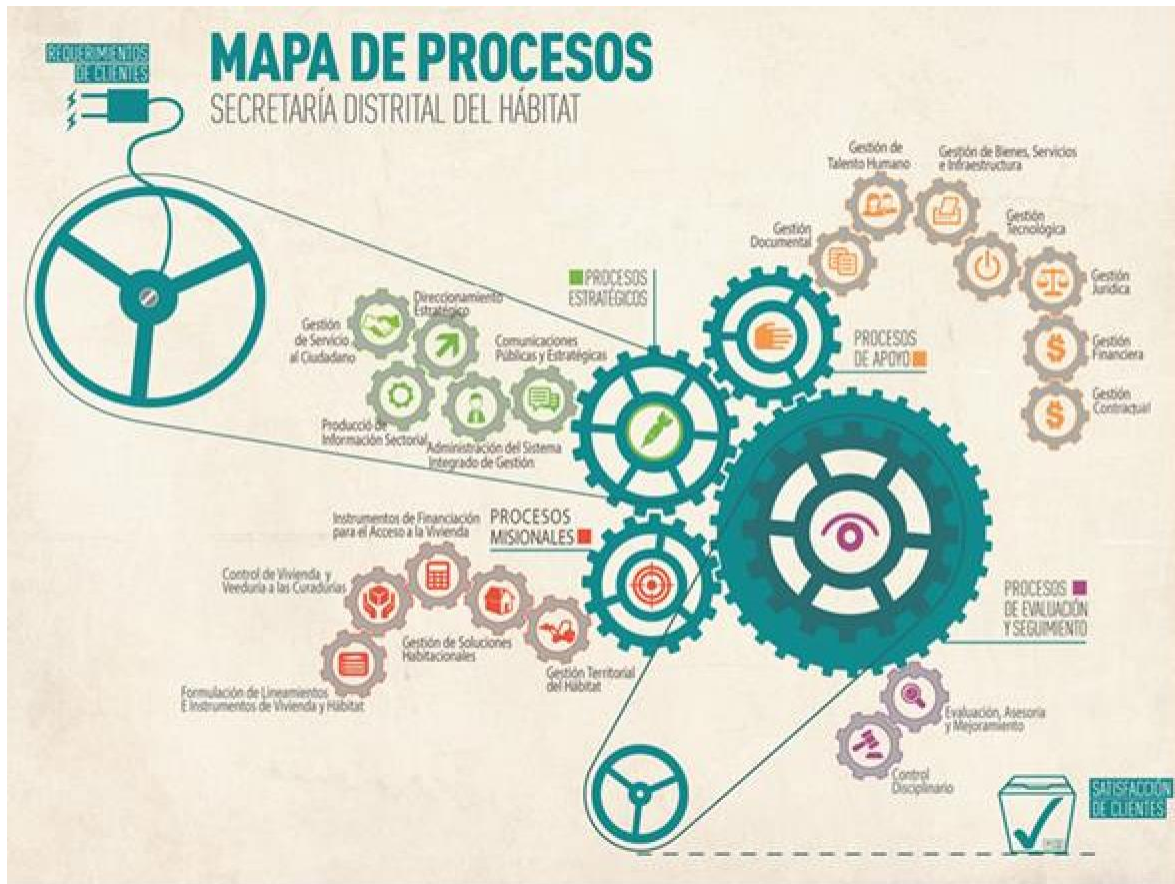 REQUERIMIENTOS
DE CLIENTES
MAPA DE PROCESOS
SECRETARÍA DISTRITAL DEL HÁBITAT
Gestión de
Talento Humano
Gestión de Bienes, Servicios
e Infraestructura
Gestión
Documental
Gestión
Tecnológica
Gestión
Jurídica
Gestión
Financiera
Gestión
Contractual
PROCESOS
ESTRATÉGICOS
PROCESOS
DE APOYO
Direccionamiento
Estratégico
Gestión
de Servicio
al Ciudadano
Comunicaciones
Públicas y Estratégicas
Producció de
Información Sectorial
Administración del Sistema
Integrado de Gestión
PROCESOS
MISIONALES
Instrumentos de Financiación
para el Acceso a la Vivienda
Control de Vivienda y
Veeduría a las Curadurías
Gestión de Soluciones
Habitacionales
Gestión Territorial
del Hábitat
Formulación de Lineamientos
E Instrumentos de Vivienda y Hábitat
PROCESOS
DE EVALUACIÓN
Y SEGUIMIENTO
Evaluación, Asesoría
y Mejoramiento
Control
Disciplinario
SATISFACCIÓN
DE CLIENTES